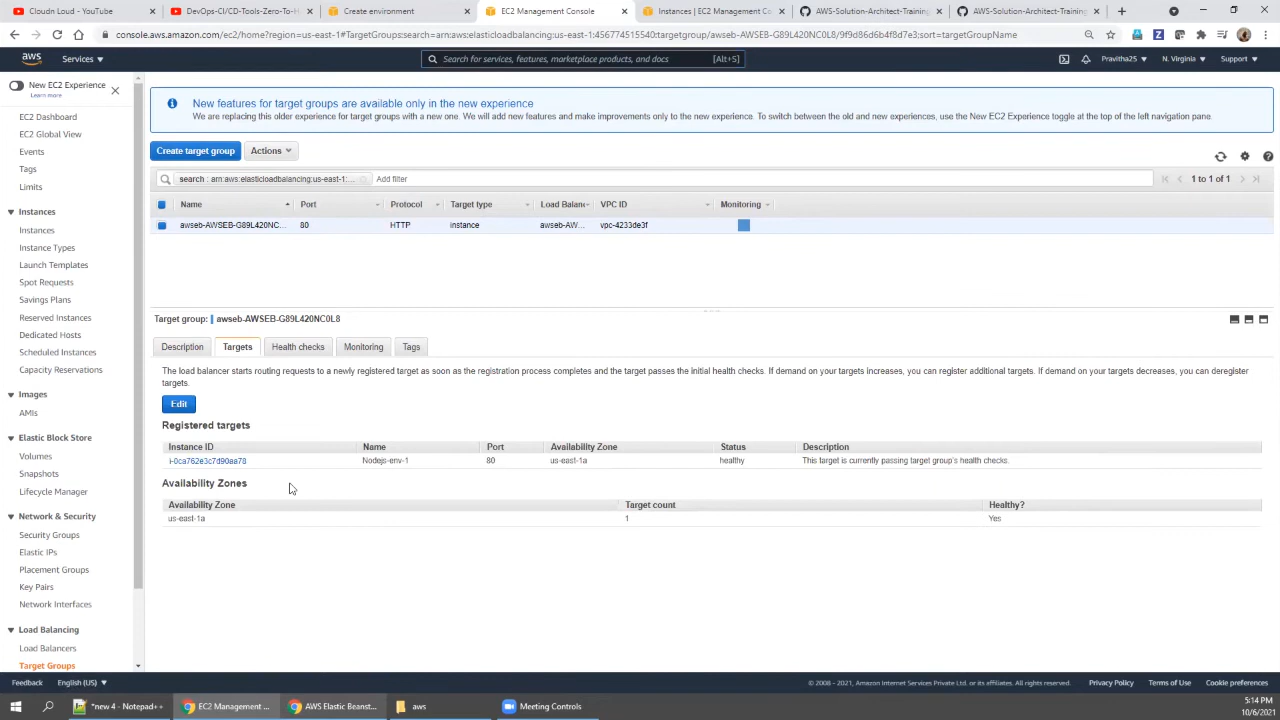 Cloudn Loud - YouTube
DevOps-CI/CD-Tools-Zero-To-H
Create environment
EC2 Management Console
Instances | EC2 Management Con
AWS-Solution-Architect-Training
AWS-Solution-Architect-Training
console.aws.amazon.com/ec2/home?region=us-east-1#TargetGroups:search=arn:aws:elasticloadbalancing:us-east-1:456774515540:targetgroup/awseb-AWSEB-G89L420NC0L8/9f9d86d6b4f8d7e3;sort=targetGroupName
aws
Services
Search for services, features, marketplace products, and docs
[Alt+S]
Pravitha25
N. Virginia
Support
New EC2 Experience
Learn more
EC2 Dashboard
EC2 Global View
Events
Tags
Limits
Instances
Instances
Instance Types
Launch Templates
Spot Requests
Savings Plans
Reserved Instances
Dedicated Hosts
Scheduled Instances
Capacity Reservations
Images
AMIs
Elastic Block Store
Volumes
Snapshots
Lifecycle Manager
Network & Security
Security Groups
Elastic IPs
Placement Groups
Key Pairs
Network Interfaces
Load Balancing
Load Balancers
Target Groups
New features for target groups are available only in the new experience
We are replacing this older experience for target groups with a new one. We will add new features and make improvements only to the new experience. To switch between the old and new experiences, use the New EC2 Experience toggle at the top of the left navigation pane.
Create target group
Actions
search : arn:aws:elasticloadbalancing:us-east-1:...
Add filter
1 to 1 of 1
Name Port Protocol Target type Load Balanc VPC ID Monitoring
awseb-AWSEB-G89L420NC... 80 HTTP instance awseb-AW... vpc-4233de3f
Target group: awseb-AWSEB-G89L420NC0L8
Description Targets Health checks Monitoring Tags
The load balancer starts routing requests to a newly registered target as soon as the registration process completes and the target passes the initial health checks. If demand on your targets increases, you can register additional targets. If demand on your targets decreases, you can deregister
targets.
Edit
Registered targets
Instance ID Name Port Availability Zone Status Description
i-0ca762e3c7d90aa78 Nodejs-env-1 80 us-east-1a healthy This target is currently passing target group's health checks.
Availability Zones
Availability Zone Target count Healthy?
us-east-1a 1 Yes
Feedback
English (US)
© 2008 - 2021, Amazon Internet Services Private Ltd. or its affiliates. All rights reserved.
Privacy Policy
Terms of Use
Cookie preferences
*new 4 - Notepad++
EC2 Management ...
AWS Elastic Beanst...
aws
Meeting Controls
5:14 PM
10/6/2021